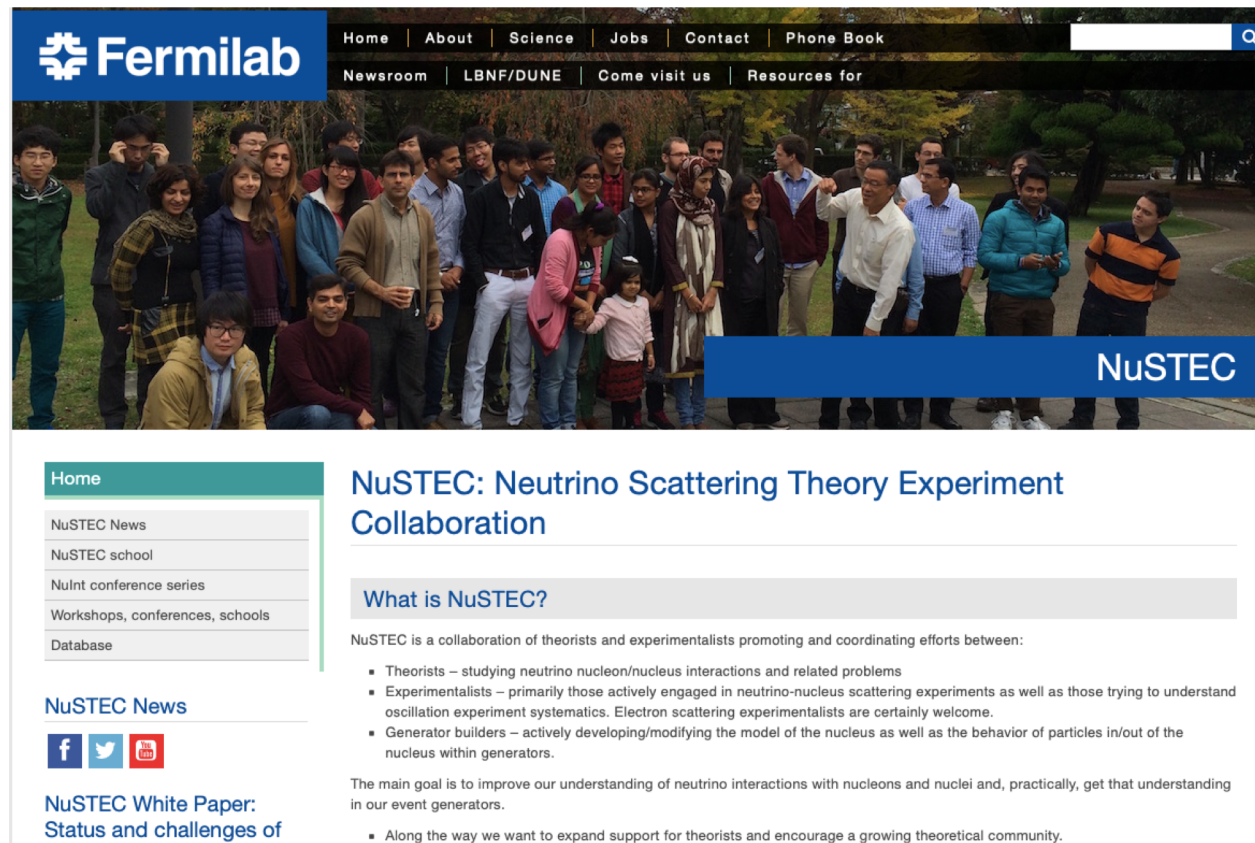 Fermilab
Home | About | Science | Jobs | Contact | Phone Book
Newsroom | LBNF/DUNE | Come visit us | Resources for
NuSTEC
Home
NuSTEC News
NuSTEC school
NuInt conference series
Workshops, conferences, schools
Database
NuSTEC News
f
You
Tube
NuSTEC White Paper:
Status and challenges of
NuSTEC: Neutrino Scattering Theory Experiment
Collaboration
What is NuSTEC?
NuSTEC is a collaboration of theorists and experimentalists promoting and coordinating efforts between:
▪ Theorists – studying neutrino nucleon/nucleus interactions and related problems
▪ Experimentalists – primarily those actively engaged in neutrino-nucleus scattering experiments as well as those trying to understand
oscillation experiment systematics. Electron scattering experimentalists are certainly welcome.
▪ Generator builders – actively developing/modifying the model of the nucleus as well as the behavior of particles in/out of the
nucleus within generators.
The main goal is to improve our understanding of neutrino interactions with nucleons and nuclei and, practically, get that understanding
in our event generators.
▪ Along the way we want to expand support for theorists and encourage a growing theoretical community.